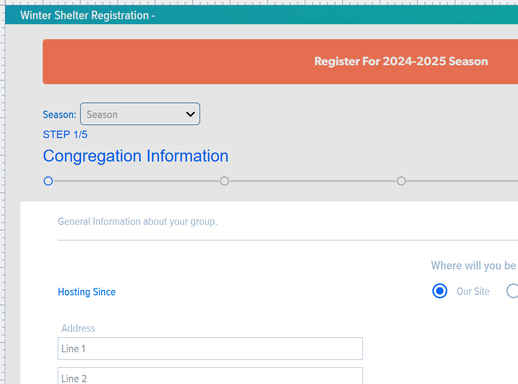 Winter Shelter Registration -
Register For 2024-2025 Season
Season: Season
STEP 1/5
Congregation Information
General Information about your group.
Where will you be
Hosting Since
Our Site
Address
Line 1
Line 2